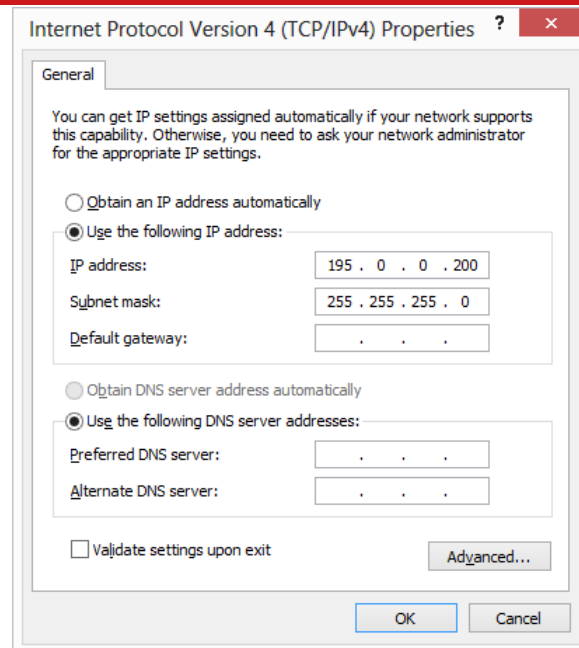 Internet Protocol Version 4 (TCP/IPv4) Properties ? ×
General
You can get IP settings assigned automatically if your network supports
this capability. Otherwise, you need to ask your network administrator
for the appropriate IP settings.
Obtain an IP address automatically
Use the following IP address:
IP address: 195 . 0 . 0 . 200
Subnet mask: 255 . 255 . 255 . 0
Default gateway: . . .
Obtain DNS server address automatically
Use the following DNS server addresses:
Preferred DNS server: . . .
Alternate DNS server: . . .
Validate settings upon exit
Advanced...
OK Cancel